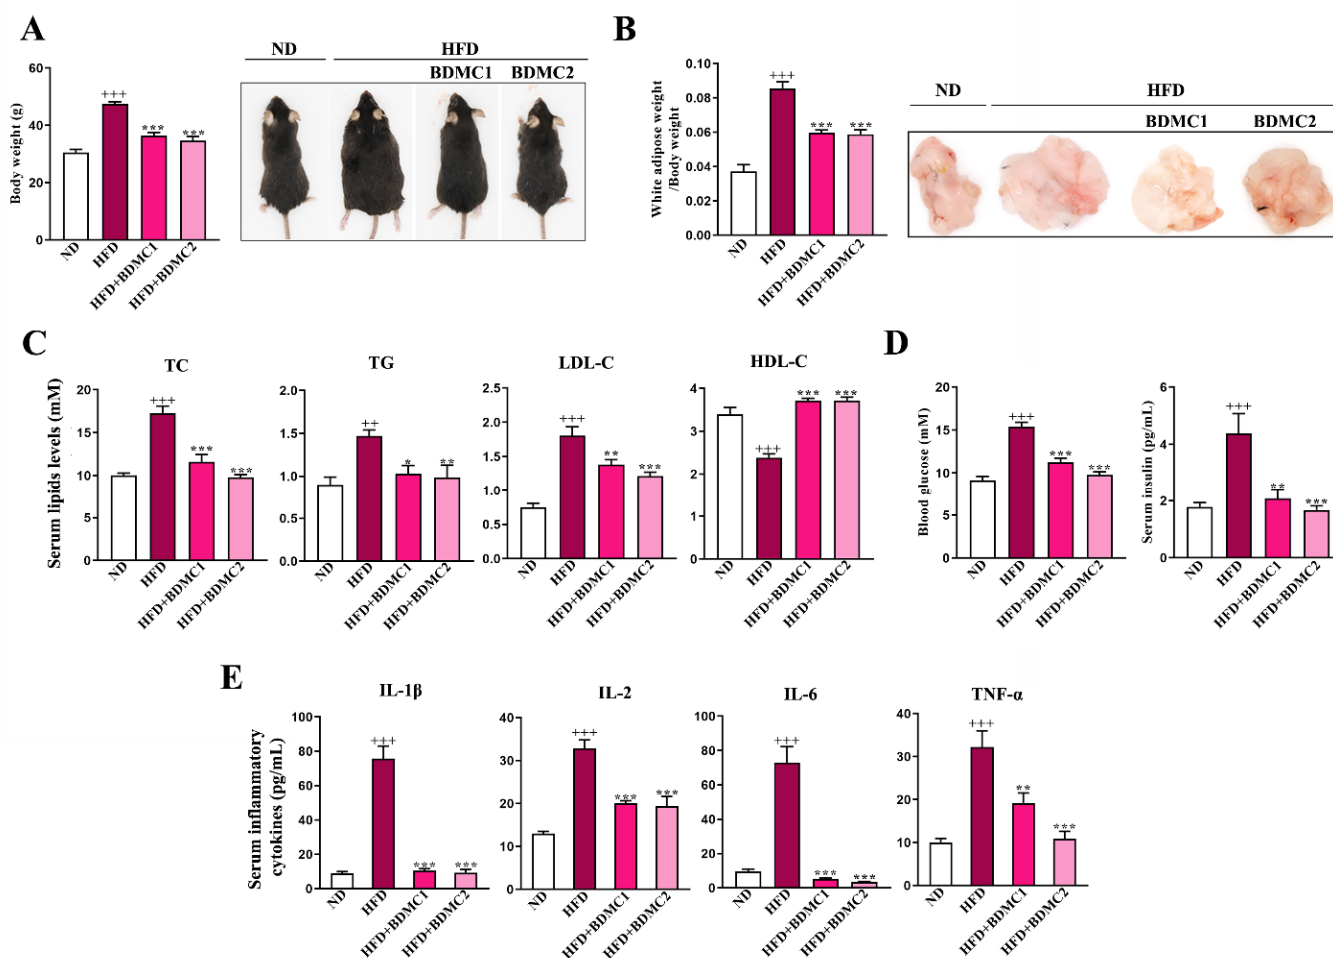 A
ND
HFD
BDMC1
BDMC2
Body weight (g)
60
40
20
0
+++
***
***
ND
HFD
HFD+BDMC1
HFD+BDMC2
B
White adipose weight
/Body weight
0.10
0.08
0.06
0.04
0.02
0.00
+++
***
***
ND
HFD
HFD+BDMC1
HFD+BDMC2
ND
HFD
BDMC1
BDMC2
C
Serum lipids levels (mM)
TC
20
15
10
5
0
+++
***
***
ND
HFD
HFD+BDMC1
HFD+BDMC2
TG
2.0
1.5
1.0
0.5
0.0
++
*
**
ND
HFD
HFD+BDMC1
HFD+BDMC2
LDL-C
2.5
2.0
1.5
1.0
0.5
0.0
+++
**
***
ND
HFD
HFD+BDMC1
HFD+BDMC2
HDL-C
4
3
2
1
0
+++
***
***
ND
HFD
HFD+BDMC1
HFD+BDMC2
D
Blood glucose (mM)
20
15
10
5
0
+++
***
***
ND
HFD
HFD+BDMC1
HFD+BDMC2
Serum insulin (pg/mL)
6
4
2
0
+++
**
***
ND
HFD
HFD+BDMC1
HFD+BDMC2
E
Serum inflammatory
cytokines (pg/mL)
IL-1β
100
80
60
40
20
0
+++
***
***
ND
HFD
HFD+BDMC1
HFD+BDMC2
IL-2
40
30
20
10
0
+++
***
***
ND
HFD
HFD+BDMC1
HFD+BDMC2
IL-6
100
80
60
40
20
0
+++
***
***
ND
HFD
HFD+BDMC1
HFD+BDMC2
TNF-α
40
30
20
10
0
+++
**
***
ND
HFD
HFD+BDMC1
HFD+BDMC2